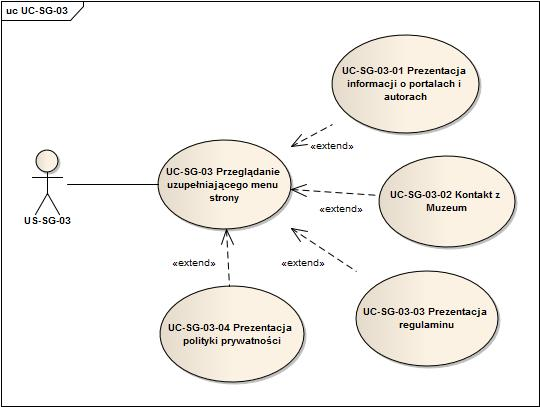 uc UC-SG-03
UC-SG-03-01 Prezentacja
informacji o portalach i
autorach
«extend»
UC-SG-03 Przeglądanie
uzupełniającego menu
strony
US-SG-03
UC-SG-03-02 Kontakt z
Muzeum
«extend»
«extend»
«extend»
UC-SG-03-03 Prezentacja
regulaminu
UC-SG-03-04 Prezentacja
polityki prywatności